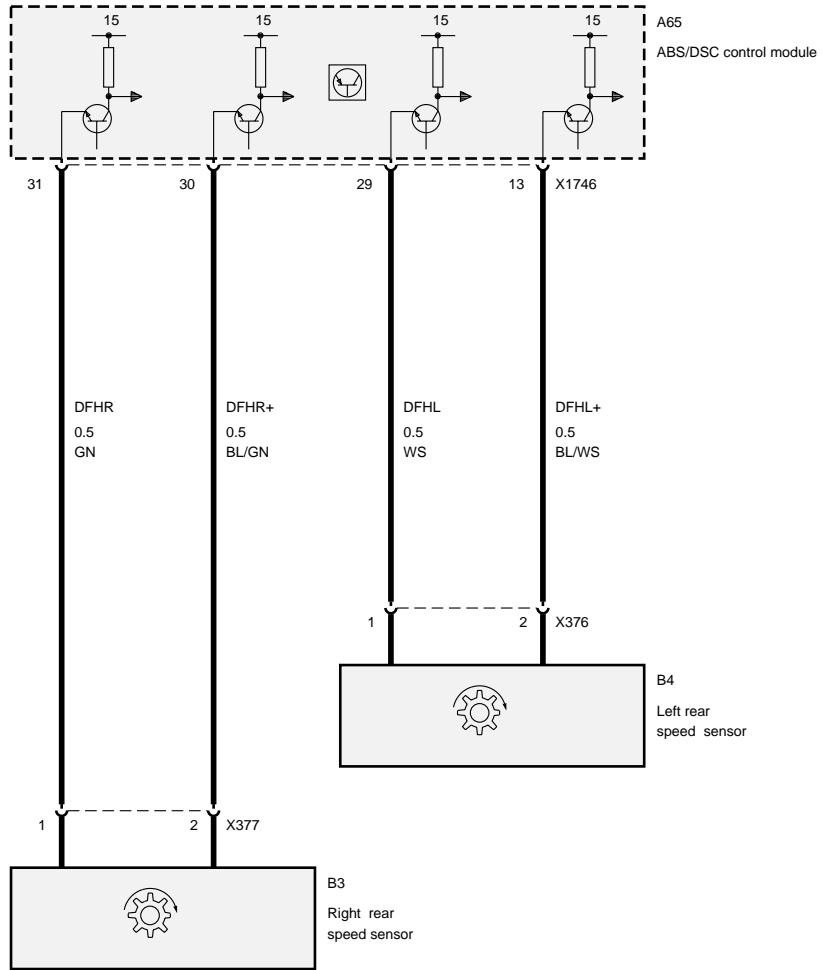 15 15 15 15 A65
ABS/DSC control module
31 30 29 13 X1746
DFHR DFHR+ DFHL DFHL+
0.5 0.5 0.5 0.5
GN BL/GN WS BL/WS
1 2 X376
B4
Left rear
speed sensor
1 2 X377
B3
Right rear
speed sensor